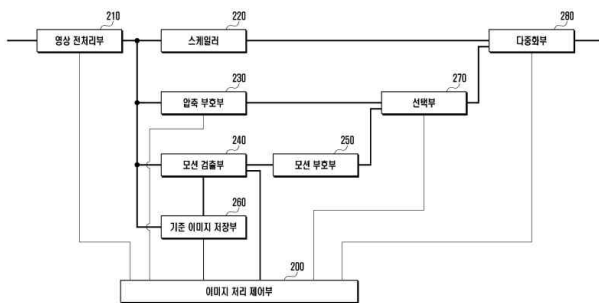 210
영상 전처리부
220
스케일러
280
다중화부
230
압축 부호부
270
선택부
240
모션 검출부
250
모션 부호부
260
기준 이미지 저장부
200
이미지 처리 제어부